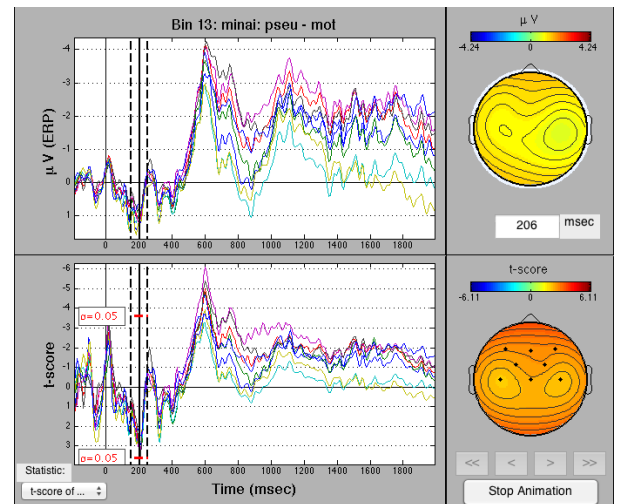 Bin 13: minai: pseu - mot
μ V (ERP)
-4
-3
-2
-1
0
1
0 200 400 600 800 1000 1200 1400 1600 1800
μ V
-4.24 0 4.24
206 msec
t-score
-6
-5
-4
-3
-2
-1
0
1
2
3
α=0.05
α=0.05
0 200 400 600 800 1000 1200 1400 1600 1800
Time (msec)
Statistic:
t-score of ...
t-score
-6.11 0 6.11
<< < > >>
Stop Animation